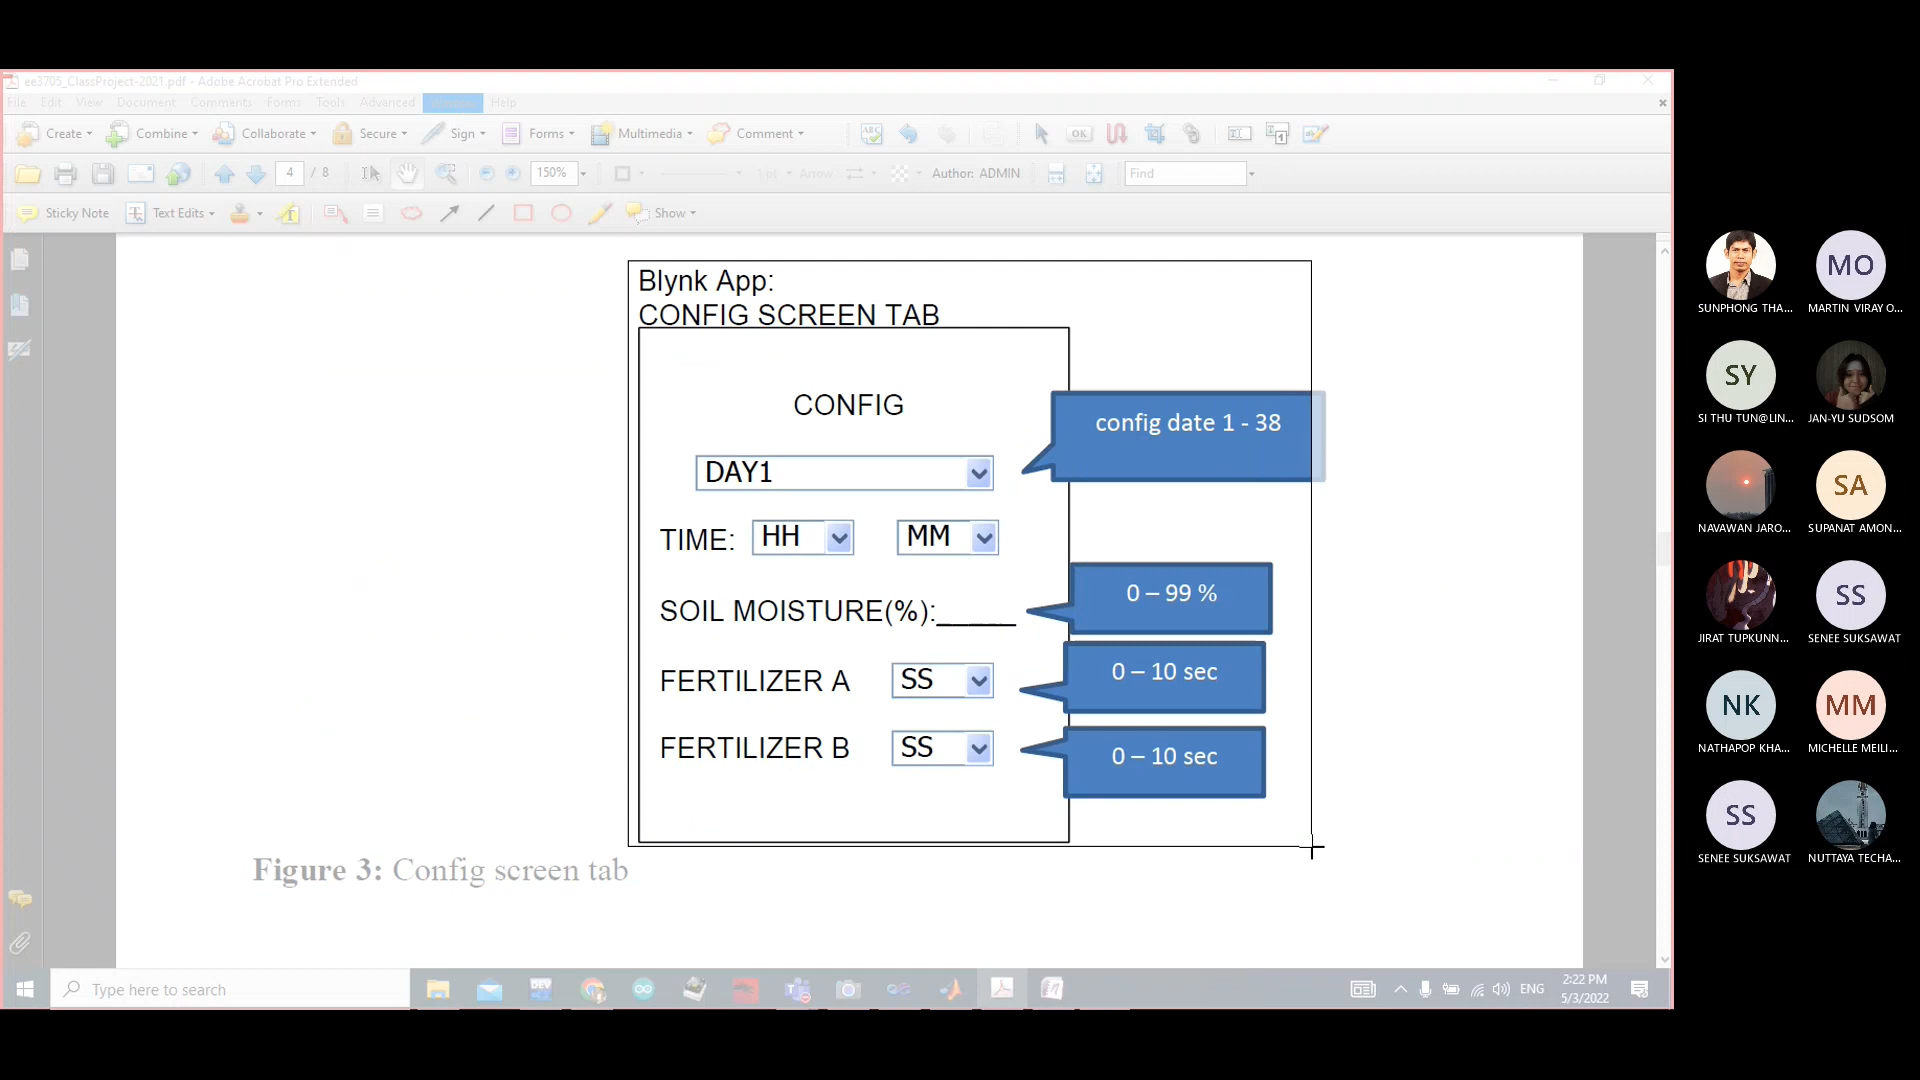 ee3705_ClassProject-2021.pdf - Adobe Acrobat Pro Extended
File Edit View Document Comments Forms Tools Advanced Help
Create Combine Collaborate Secure Sign Forms Multimedia Comment
4 / 8 150% 1 pt Arrow Author: ADMIN Find
Sticky Note Text Edits Show
Blynk App:
CONFIG SCREEN TAB
CONFIG
config date 1 - 38
DAY1
TIME: HH MM
0 – 99 %
SOIL MOISTURE(%):_____
0 – 10 sec
FERTILIZER A SS
FERTILIZER B SS
0 – 10 sec
Figure 3: Config screen tab
Type here to search
DEV
ENG
2:22 PM
5/3/2022
MO
SUNPHONG THA... MARTIN VIRAY O...
SY
SI THU TUN@LIN... JAN-YU SUDSOM
SA
NAVAWAN JARO... SUPANAT AMON...
SS
JIRAT TUPKUNN... SENEE SUKSAWAT
NK MM
NATHAPOP KHA... MICHELLE MEILI...
SS
SENEE SUKSAWAT NUTTAYA TECHA...